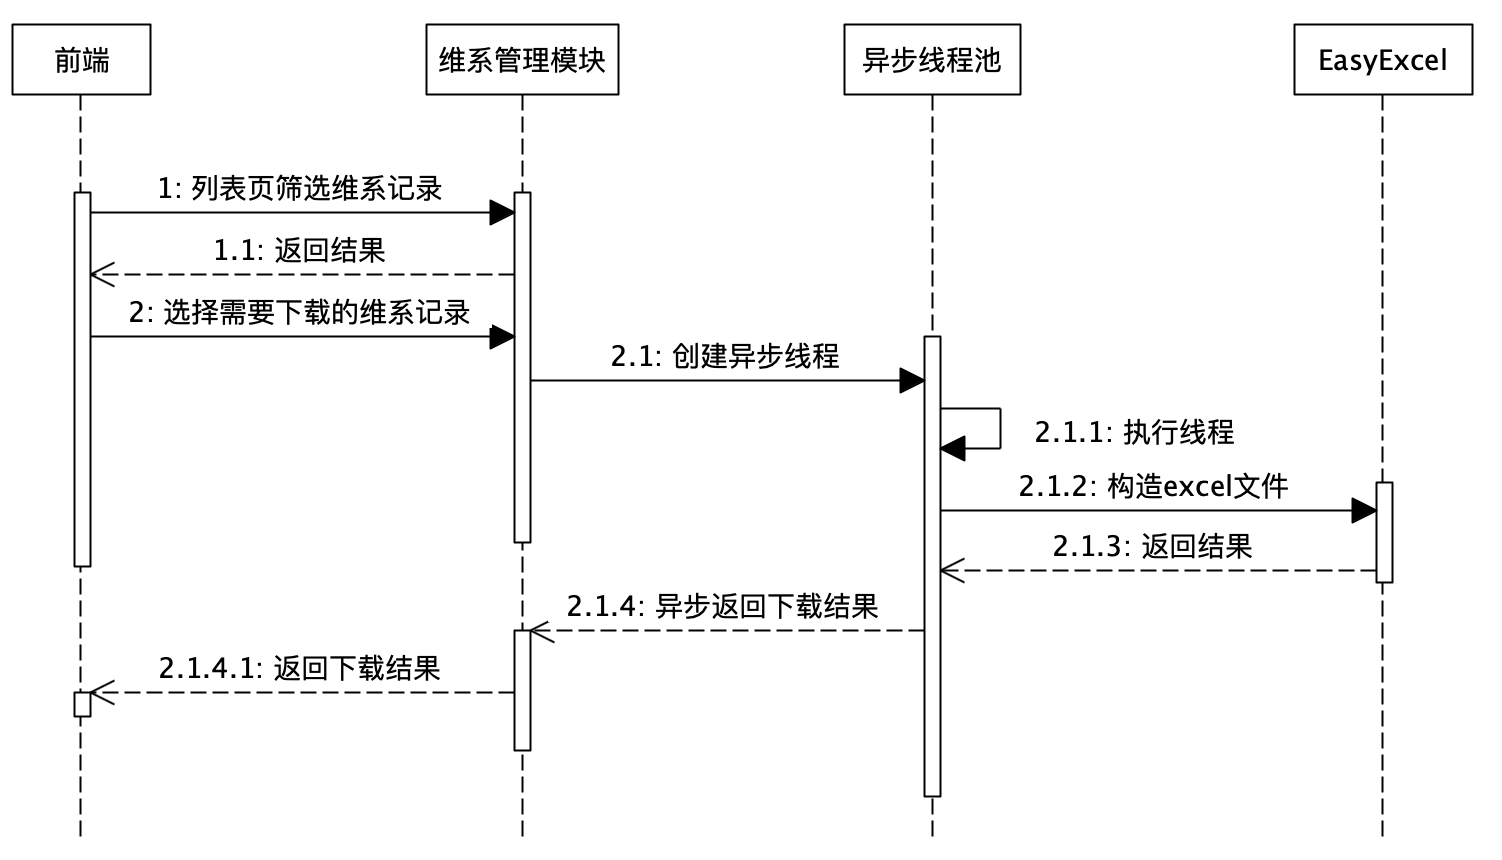 前端
维系管理模块
异步线程池
EasyExcel
1: 列表页筛选维系记录
1.1: 返回结果
2: 选择需要下载的维系记录
2.1: 创建异步线程
2.1.1: 执行线程
2.1.2: 构造excel文件
2.1.3: 返回结果
2.1.4: 异步返回下载结果
2.1.4.1: 返回下载结果